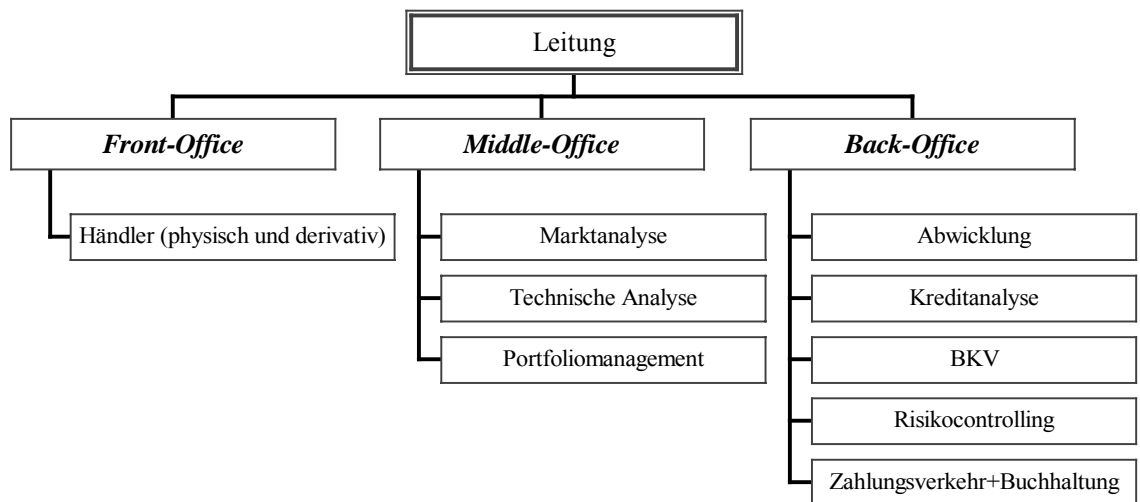 Leitung
Front-Office
Middle-Office
Back-Office
Händler (physisch und derivativ)
Marktanalyse
Abwicklung
Technische Analyse
Kreditanalyse
Portfoliomanagement
BKV
Risikocontrolling
Zahlungsverkehr+Buchhaltung